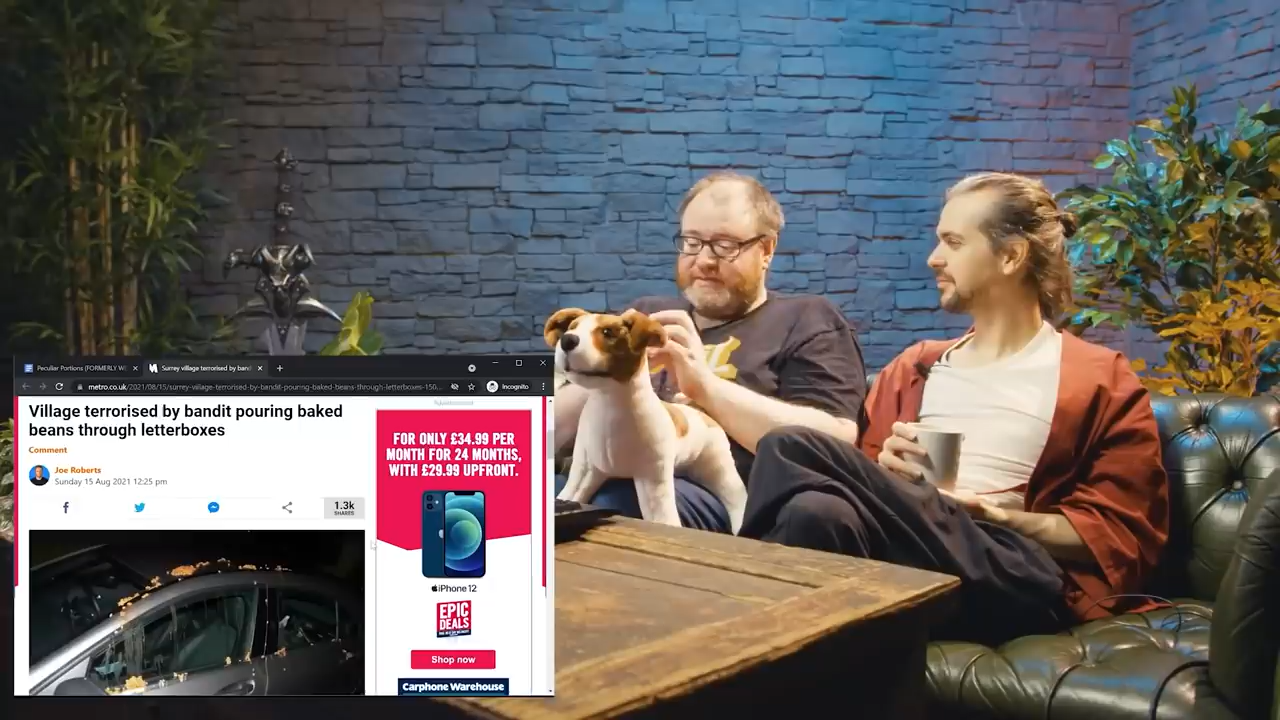 Peculiar Portions (FORMERLY W
Surrey village terrorised by band
Incognito
metro.co.uk/2021/08/15/surrey-village-terrorised-by-bandit-pouring-baked-beans-through-letterboxes-150...
Village terrorised by bandit pouring baked
beans through letterboxes
Comment
Joe Roberts
Sunday 15 Aug 2021 12:25 pm
1.3k
SHARES
Advertisement
FOR ONLY £34.99 PER
MONTH FOR 24 MONTHS,
WITH £29.99 UPFRONT.
iPhone 12
EPIC
DEALS
Shop now
Carphone Warehouse